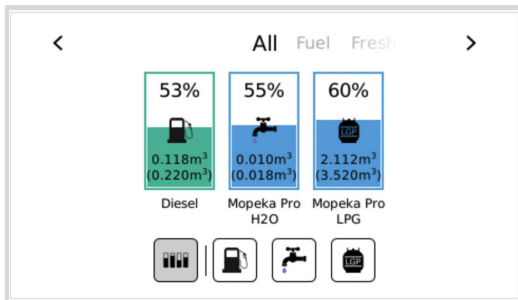 All Fuel Fresh
53% 55% 60%
LGP
0.118m³ 0.010m³ 2.112m³
(0.220m³) (0.018m³) (3.520m³)
Diesel Mopeka Pro Mopeka Pro
H2O LPG
LGP